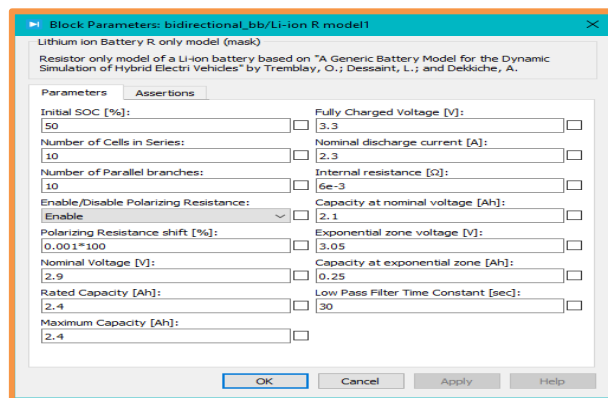 Block Parameters: bidirectional_bb/Li-ion R model1
Lithium ion Battery R only model (mask)
Resistor only model of a Li-ion battery based on "A Generic Battery Model for the Dynamic
Simulation of Hybrid Electri Vehicles" by Tremblay, O.; Dessaint, L.; and Dekkiche, A.
Parameters Assertions
Initial SOC [%]: Fully Charged Voltage [V]:
50 3.3
Number of Cells in Series: Nominal discharge current [A]:
10 2.3
Number of Parallel branches: Internal resistance [Ω]:
10 6e-3
Enable/Disable Polarizing Resistance: Capacity at nominal voltage [Ah]:
Enable 2.1
Polarizing Resistance shift [%]: Exponential zone voltage [V]:
0.001*100 3.05
Nominal Voltage [V]: Capacity at exponential zone [Ah]:
2.9 0.25
Rated Capacity [Ah]: Low Pass Filter Time Constant [sec]:
2.4 30
Maximum Capacity [Ah]:
2.4
OK Cancel Apply Help